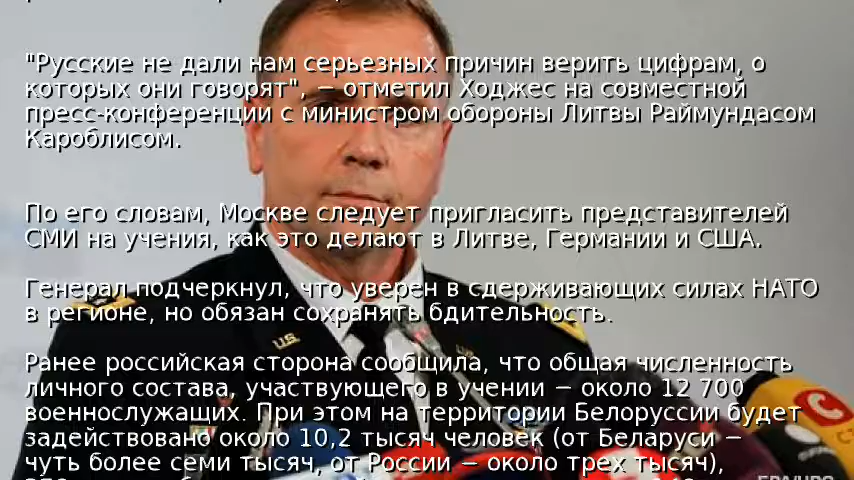 "Русские не дали нам серьезных причин верить цифрам, о
которых они говорят", − отметил Ходжес на совместной
пресс-конференции с министром обороны Литвы Раймундасом
Кароблисом.
По его словам, Москве следует пригласить представителей
СМИ на учения, как это делают в Литве, Германии и США.
Генерал подчеркнул, что уверен в сдерживающих силах НАТО
в регионе, но обязан сохранять бдительность.
Ранее российская сторона сообщила, что общая численность
личного состава, участвующего в учении − около 12 700
военнослужащих. При этом на территории Белоруссии будет
задействовано около 10,2 тысяч человек (от Беларуси −
чуть более семи тысяч, от России − около трех тысяч),
U.S.